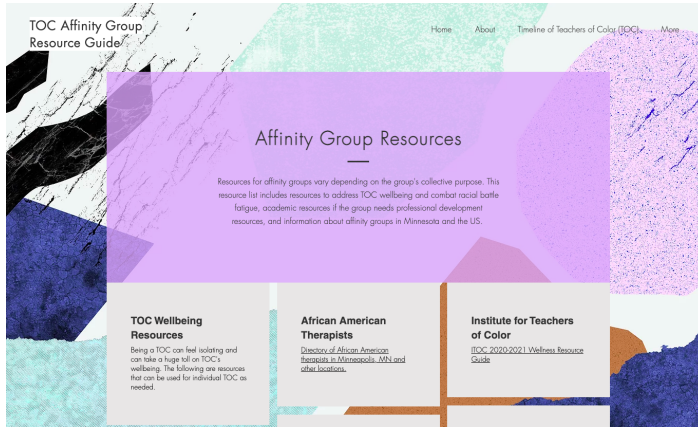 TOC Affinity Group
Resource Guide
Home About Timeline of Teachers of Color (TOC) More
Affinity Group Resources
Resources for affinity groups vary depending on the group's collective purpose. This
resource list includes resources to address TOC wellbeing and combat racial battle
fatigue, academic resources if the group needs professional development
resources, and information about affinity groups in Minnesota and the US.
TOC Wellbeing
Resources
Being a TOC can feel isolating and
can take a huge toll on TOC's
wellbeing. The following are resources
that can be used for individual TOC as
needed.
African American
Therapists
Directory of African American
therapists in Minneapolis, MN and
other locations.
Institute for Teachers
of Color
ITOC 2020-2021 Wellness Resource
Guide